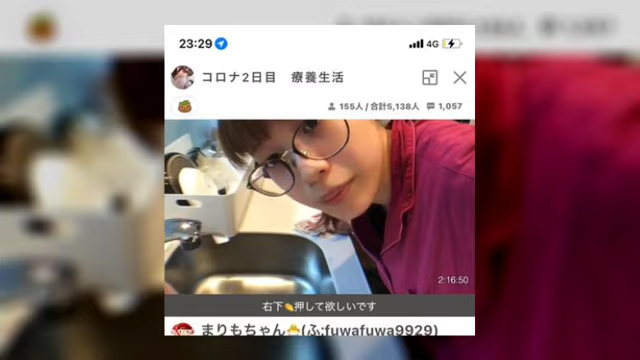 23:29 4G
コロナ2日目 療養生活
155人 / 合計5,138人 1,057
2:16:50
右下👏押して欲しいです
まりもちゃん🐣(ふ:fuwafuwa9929)